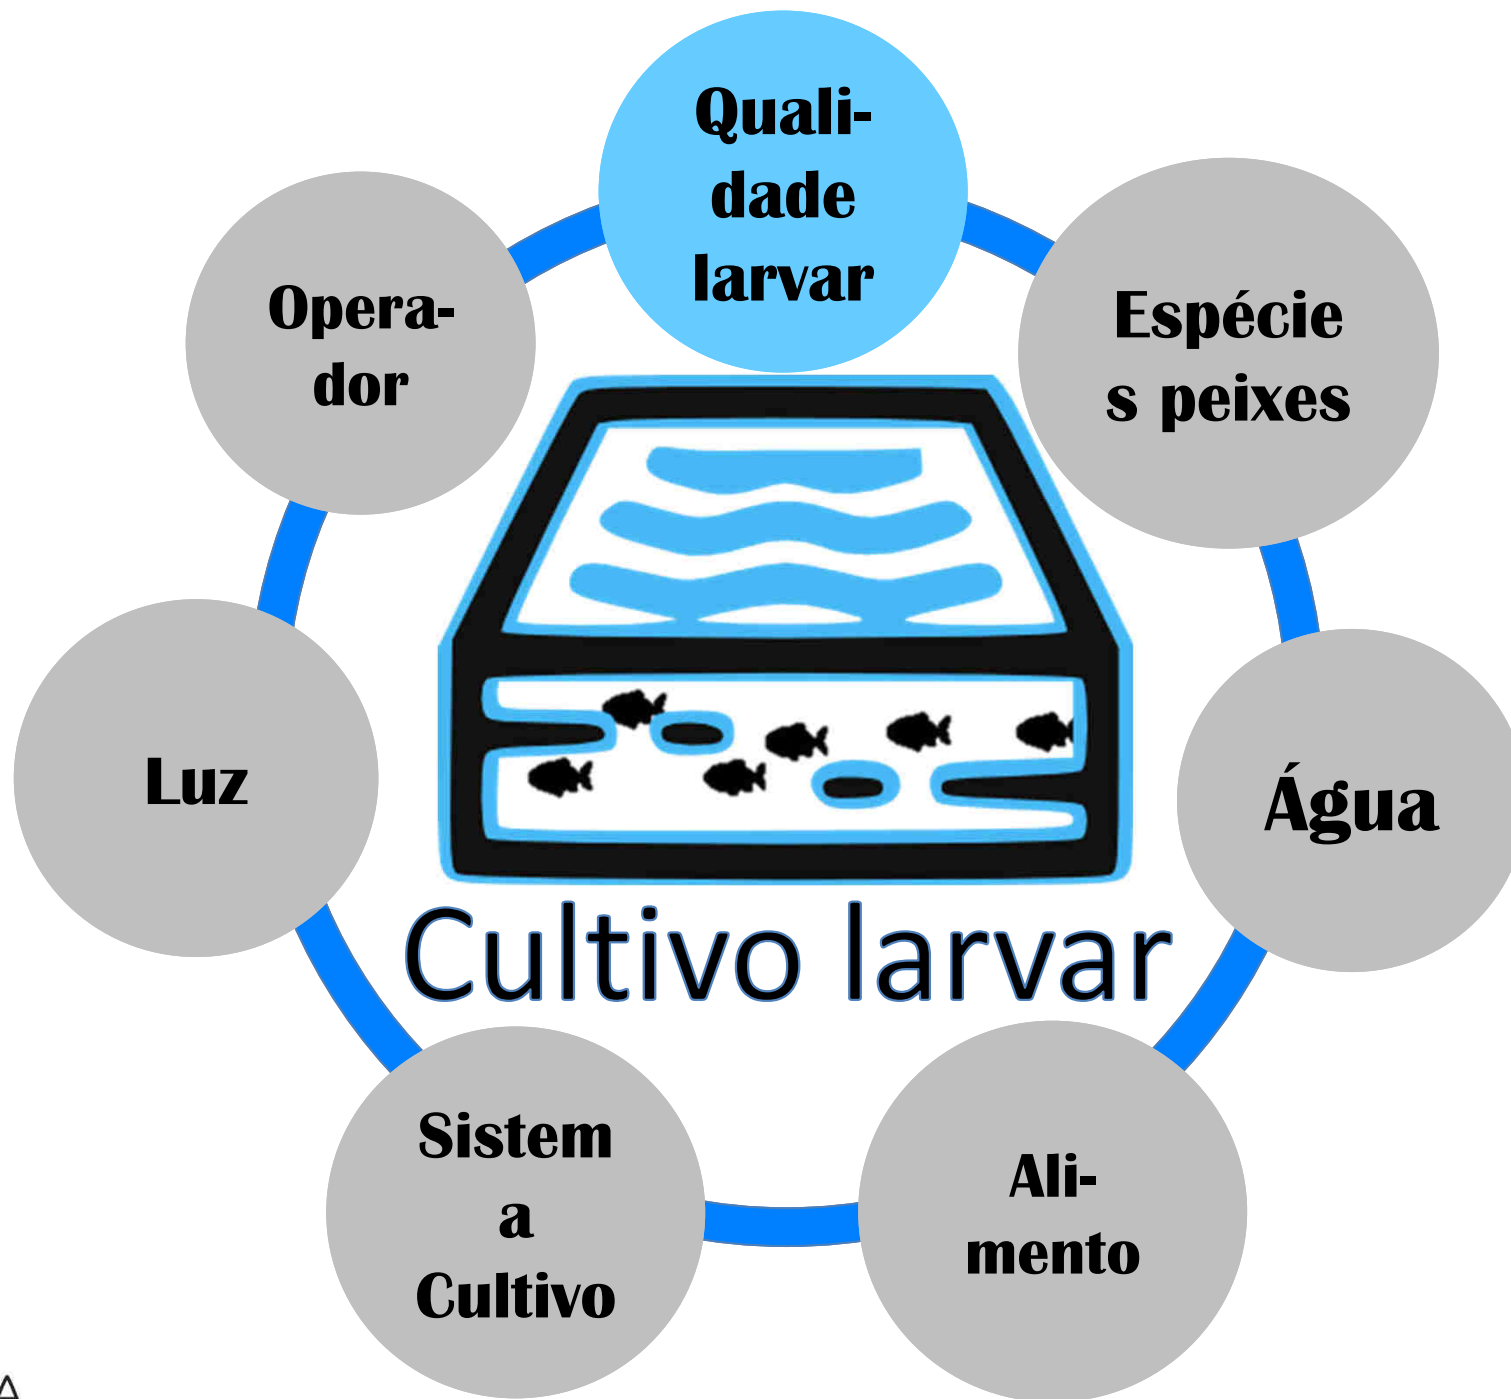 Quali-
dade
larvar
Espécie
s peixes
Água
Ali-
mento
Sistem
a
Cultivo
Luz
Opera-
dor
Cultivo larvar